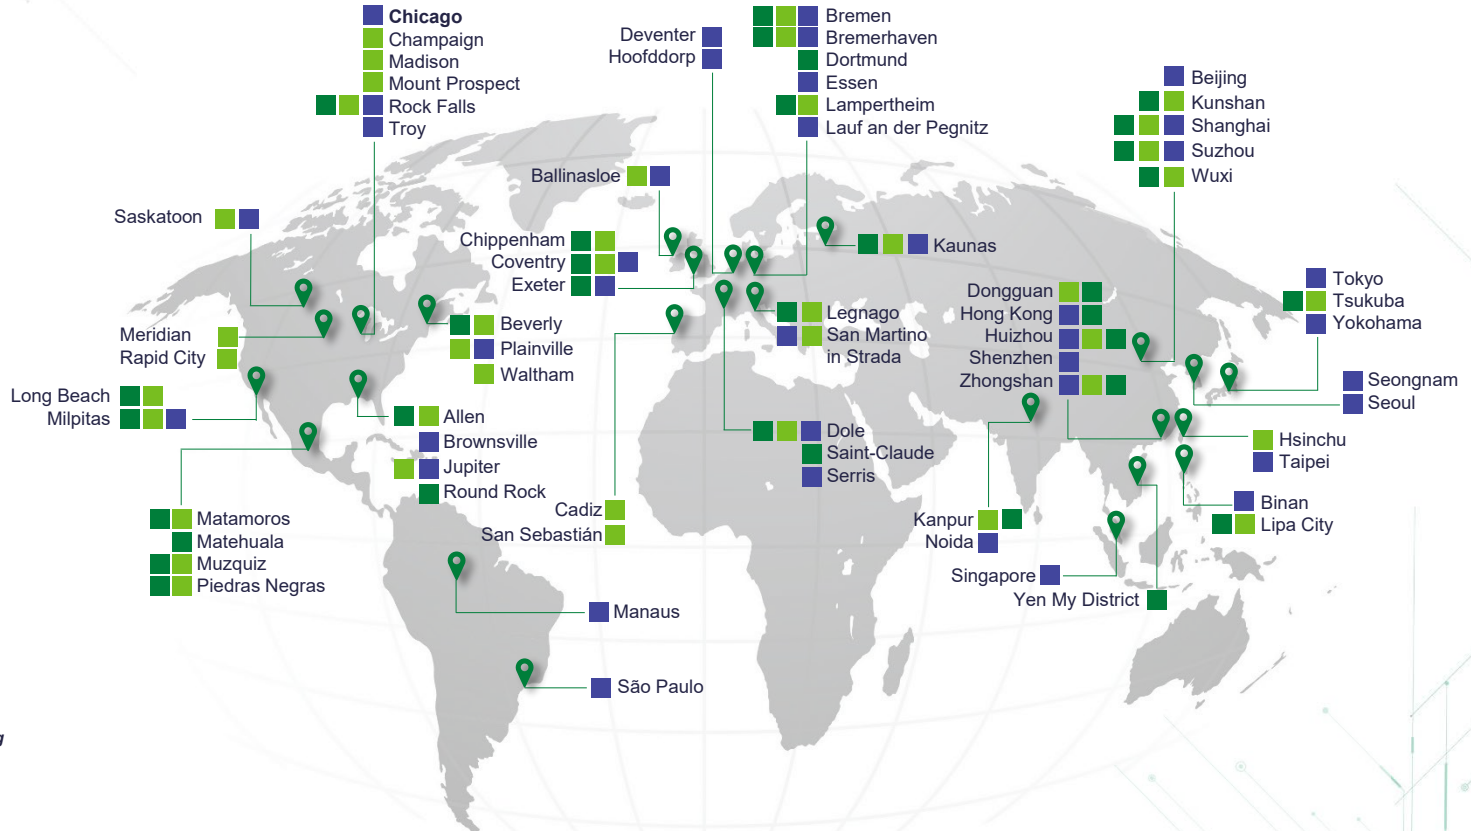 Chicago
Champaign
Madison
Mount Prospect
Rock Falls
Troy
Deventer
Hoofddorp
Bremen
Bremerhaven
Dortmund
Essen
Lampertheim
Lauf an der Pegnitz
Beijing
Kunshan
Shanghai
Suzhou
Wuxi
Ballinasloe
Saskatoon
Chippenham
Coventry
Exeter
Kaunas
Tokyo
Tsukuba
Yokohama
Dongguan
Hong Kong
Huizhou
Shenzhen
Zhongshan
Legnago
San Martino
in Strada
Beverly
Plainville
Waltham
Meridian
Rapid City
Long Beach
Milpitas
Seongnam
Seoul
Allen
Brownsville
Jupiter
Round Rock
Dole
Saint-Claude
Serris
Hsinchu
Taipei
Binan
Lipa City
Cadiz
San Sebastián
Kanpur
Noida
Matamoros
Matehuala
Muzquiz
Piedras Negras
Singapore
Yen My District
Manaus
São Paulo